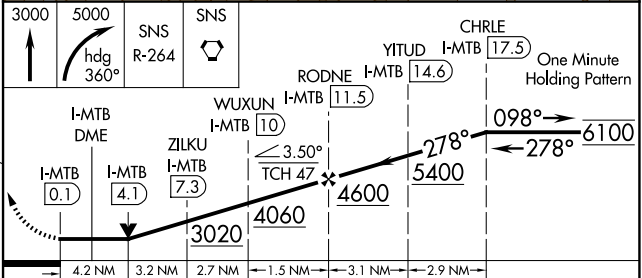 3000
5000
hdg
360°
SNS
R-264
SNS
CHRLE
I-MTB 17.5
YITUD
I-MTB 14.6
RODNE
I-MTB 11.5
WUXUN
I-MTB 10
ZILKU
I-MTB
7.3
I-MTB
DME
I-MTB
4.1
I-MTB
0.1
One Minute
Holding Pattern
098°
278°
6100
278°
5400
3.50°
TCH 47
4600
4060
3020
4.2 NM
3.2 NM
2.7 NM
1.5 NM
3.1 NM
2.9 NM